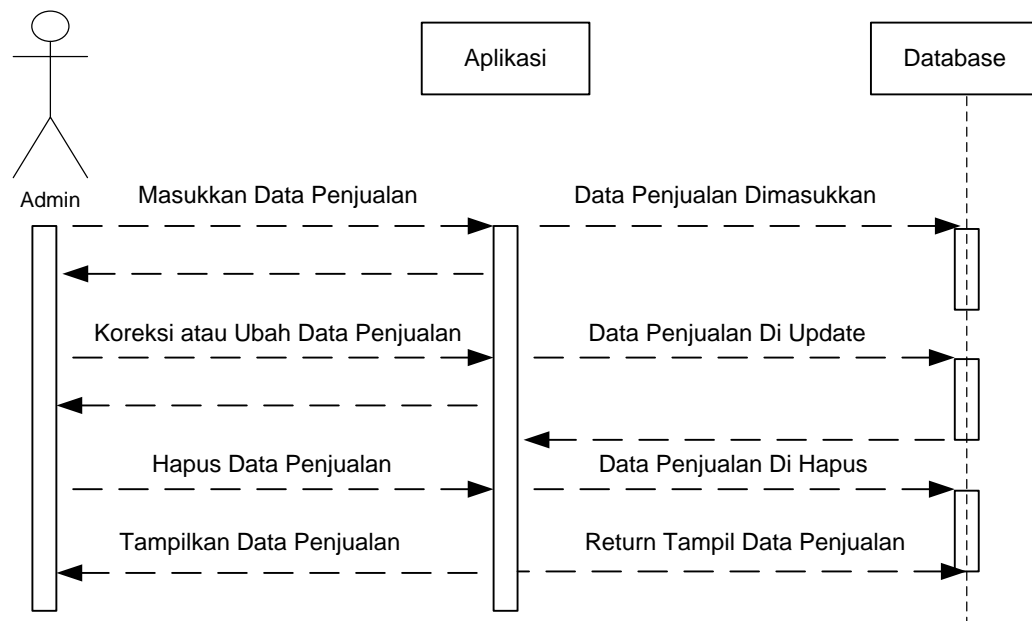 Aplikasi
Database
Admin
Masukkan Data Penjualan
Data Penjualan Dimasukkan
Koreksi atau Ubah Data Penjualan
Data Penjualan Di Update
Hapus Data Penjualan
Data Penjualan Di Hapus
Tampilkan Data Penjualan
Return Tampil Data Penjualan